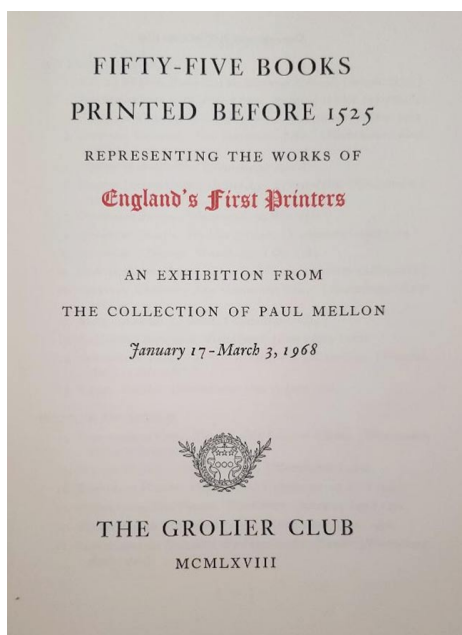 FIFTY-FIVE BOOKS
PRINTED BEFORE 1525
REPRESENTING THE WORKS OF
England's First Printers
AN EXHIBITION FROM
THE COLLECTION OF PAUL MELLON
January 17-March 3, 1968
THE GROLIER CLUB
MCMLXVIII